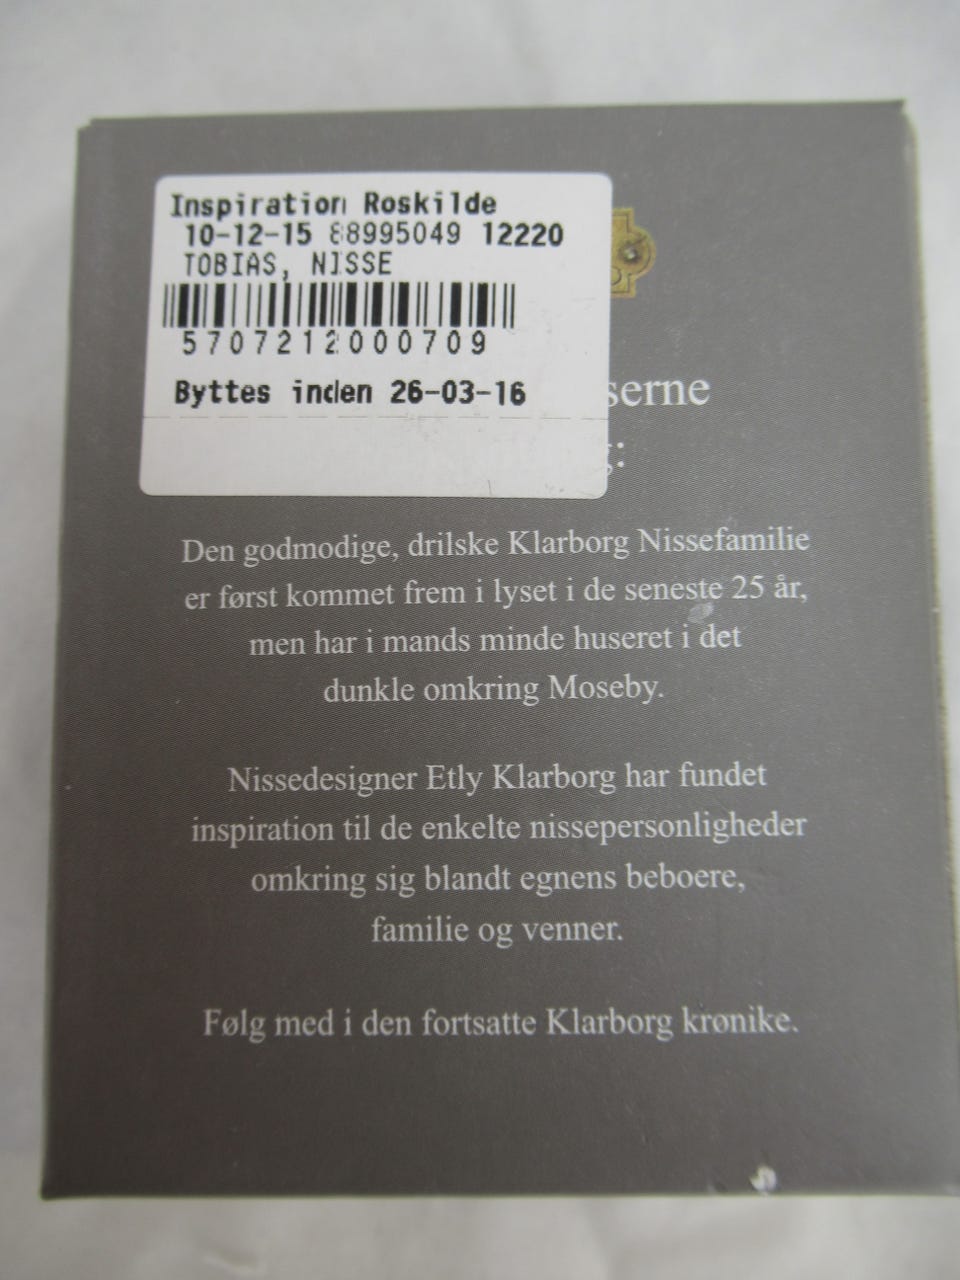 Inspiration Roskilde
10-12-15 88995049 12220
TOBIAS, NISSE
5707212000709
Byttes inden 26-03-16
Den godmodige, drilske Klarborg Nissefamilie
er først kommet frem i lyset i de seneste 25 år,
men har i mands minde huseret i det
dunkle omkring Moseby.
Nissedesigner Etly Klarborg har fundet
inspiration til de enkelte nissepersonligheder
omkring sig blandt egnens beboere,
familie og venner.
Følg med i den fortsatte Klarborg krønike.